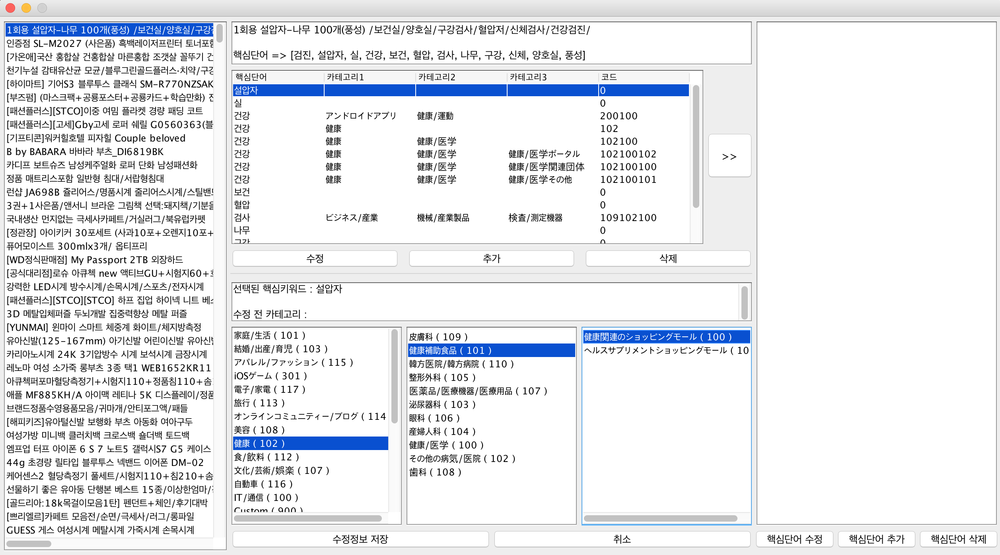 1회용 설압자-나무 100개(풍성) /보건실/양호실/구강
인증점 SL-M2027 (사은품) 흑백레이저프린터 토너포함
[가온애]국산 홍합살 건홍합살 마른홍합 조갯살 꼴뚜기 건
천기누설 감태유산균 모균/블루그린골드플러스·치약/구강
[하이마트] 기어S3 블루투스 클래식 SM-R770NZSAK
[부즈펌] (마스크팩+공룡포스터+공룡카드+학습만화)
[패션플러스][STCO]이중 여밈 플라켓 경량 패딩 코트
[패션플러스][고세]Gby고세 로퍼 쉐릴 G0560363(블
[기프티콘]워커힐호텔 피자힐 Couple beloved
B by BABARA 바바라 부츠_DI6819BK
카디프 보트슈즈 남성케주얼화 로퍼 단화 남성패션화
정품 매트리스포함 일반형 침대/서랍형침대
런샵 JA698B 쥴리어스/명품시계 줄리어스시계/스틸밴드
3권+1사은품/앤서니 브라운 그림책 선택:돼지책/기분을
국내생산 먼지없는 극세사카페트/거실러그/북유럽카펫
[정관장] 아이키커 30포세트 (사과10포+오렌지10포+
퓨어모이스트 300mlx3개/ 옵티프리
[WD정식판매점] My Passport 2TB 외장하드
[공식대리점]로슈 아큐첵 new 액티브GU+시험지60+
강력한 LED시계 방수시계/손목시계/스포츠/전자시계
[패션플러스][STCO][STCO] 하프 집업 하이넥 니트 베스
3D 메탈입체퍼즐 두뇌개발 집중력향상 메탈 퍼즐
[YUNMAI] 윈마이 스마트 체중계 화이트/체지방측정
유아신발(125-167mm) 아기신발 어린이신발 유아신발
카리아노시계 24K 3기압방수 시계 보석시계 금장시계
레노마 여성 소가죽 롱부츠 3종 택1 WEB1652KR11
아큐첵퍼포마혈당측정기+시험지110+정품침110+솜
애플 MF885KH/A 아이맥 레티나 5K 디스플레이/정품
브랜드정품수영용품모음/귀마개/안티포그액/패들
[해피키즈]유아털신발 보행화 부츠 아동화 여아구두
여성가방 미니백 클러치백 크로스백 숄더백 토드백
엠프업 터프 아이폰 6 S 7 노트5 갤럭시S7 G5 케이스
44g 초경량 릴타입 블루투스 넥밴드 이어폰 DM-02
케어센스2 혈당측정기 풀세트/시험지110+침210+솜
선물하기 좋은 유아동 단행본 베스트 15종/이상한엄마/
[골드리아:18k목걸이모음1탄] 펜던트+체인/후기대박
[쁘리엘르]카페트 모음전/순면/극세사/러그/롱파일
GUESS 게스 여성시계 메탈시계 가죽시계 손목시계
1회용 설압자-나무 100개(풍성) /보건실/양호실/구강검사/혈압저/신체검사/건강검진/
핵심단어 => [검진, 설압자, 실, 건강, 보건, 혈압, 검사, 나무, 구강, 신체, 양호실, 풍성]
핵심단어 카테고리1 카테고리2 카테고리3 코드
설압자 0
실 0
건강 アンドロイドアプリ 健康/運動 200100
건강 健康 102
건강 健康 健康/医学 102100
건강 健康 健康/医学 健康/医学ポータル 102100102
건강 健康 健康/医学 健康/医学関連団体 102100100
건강 健康 健康/医学 健康/医学その他 102100101
보건 0
혈압 0
검사 ビジネス/産業 機械/産業製品 検査/測定機器 109102100
나무 0
구강 0
>>
수정 추가 삭제
선택된 핵심키워드 : 설압자
수정 전 카테고리 :
家庭/生活 ( 101 )
結婚/出産/育児 ( 103 )
アパレル/ファッション ( 115 )
iOSゲーム ( 301 )
電子/家電 ( 117 )
旅行 ( 113 )
オンラインコミュニティー/ブログ ( 114
美容 ( 108 )
健康 ( 102 )
食/飲料 ( 112 )
文化/芸術/娯楽 ( 107 )
自動車 ( 116 )
IT/通信 ( 100 )
Custom ( 900 )
皮膚科 ( 109 )
健康補助食品 ( 101 )
韓方医院/韓方病院 ( 110 )
整形外科 ( 105 )
医薬品/医療機器/医療用品 ( 107 )
泌尿器科 ( 103 )
眼科 ( 106 )
産婦人科 ( 104 )
健康/医学 ( 100 )
その他の病気/医院 ( 102 )
歯科 ( 108 )
健康関連のショッピングモール ( 100 )
ヘルスサプリメントショッピングモール ( 10
수정정보 저장 취소 핵심단어 수정 핵심단어 추가 핵심단어 삭제